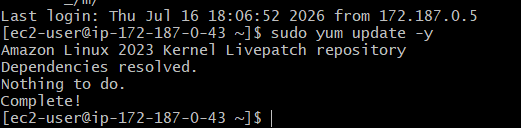 _/m/
Last login: Thu Jul 16 18:06:52 2026 from 172.187.0.5
[ec2-user@ip-172-187-0-43 ~]$ sudo yum update -y
Amazon Linux 2023 Kernel Livepatch repository
Dependencies resolved.
Nothing to do.
Complete!
[ec2-user@ip-172-187-0-43 ~]$